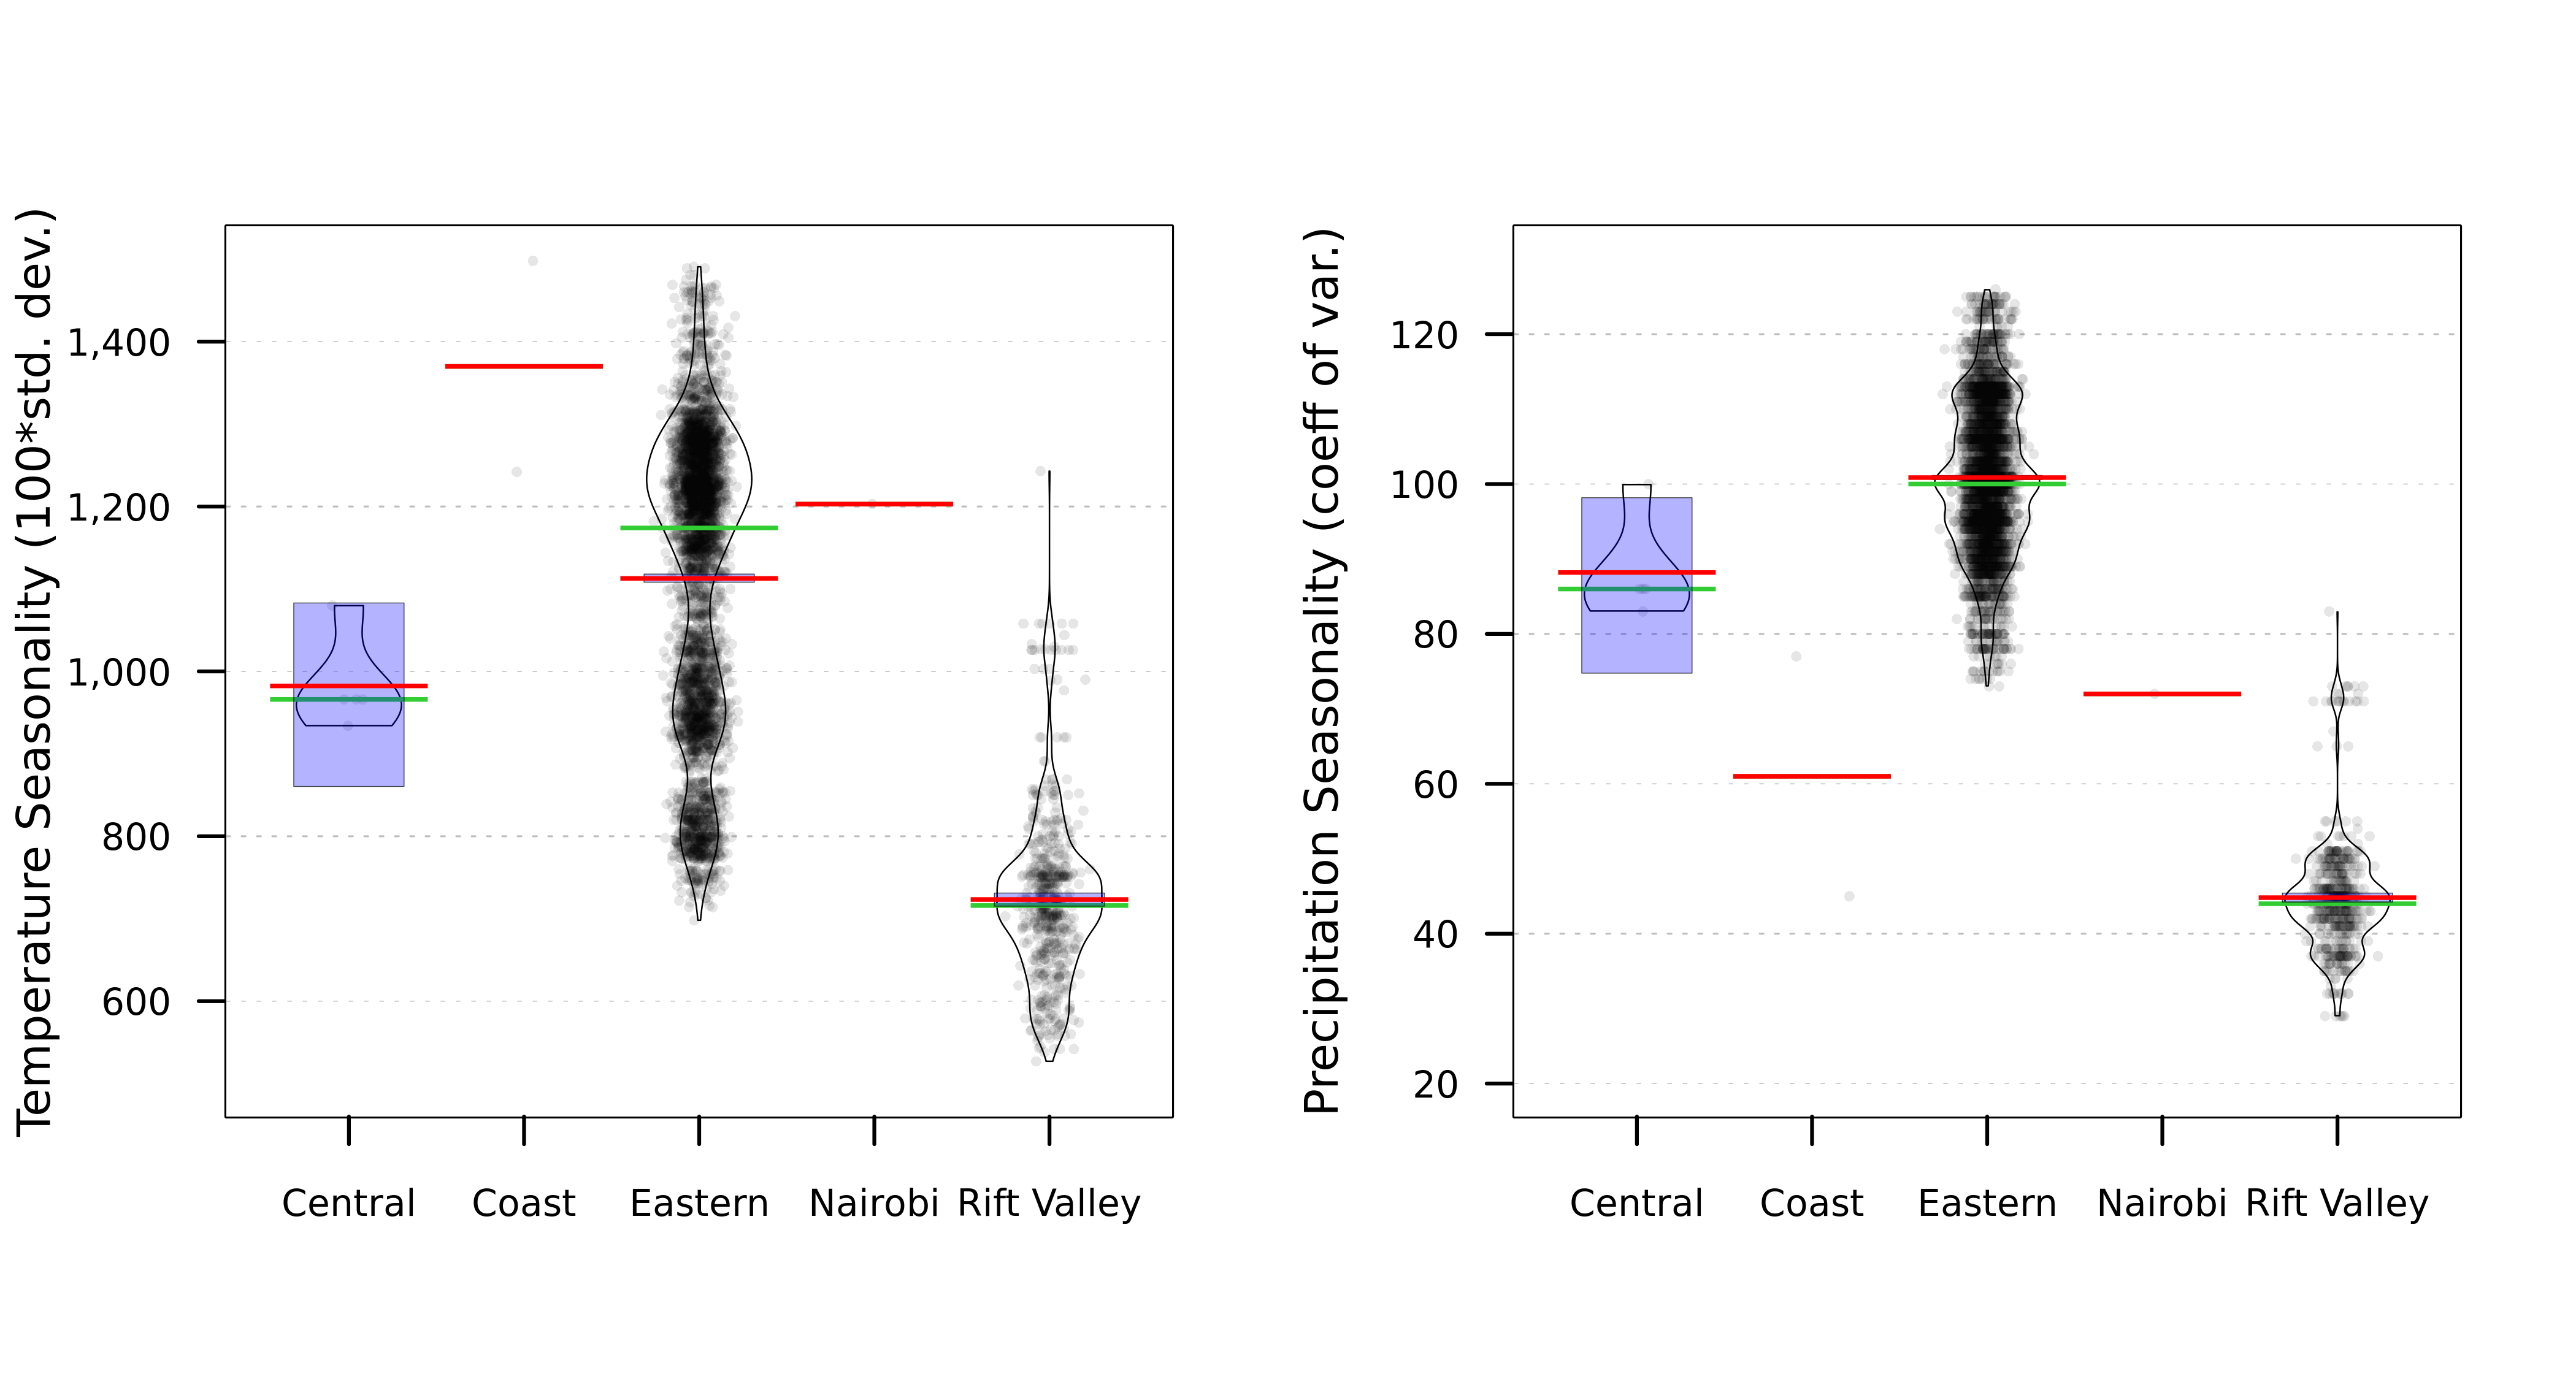 Temperature Seasonality (100*std. dev.)
1,400
1,200
1,000
800
600
Central Coast Eastern Nairobi Rift Valley
Precipitation Seasonality (coeff of var.)
120
100
80
60
40
20
Central Coast Eastern Nairobi Rift Valley